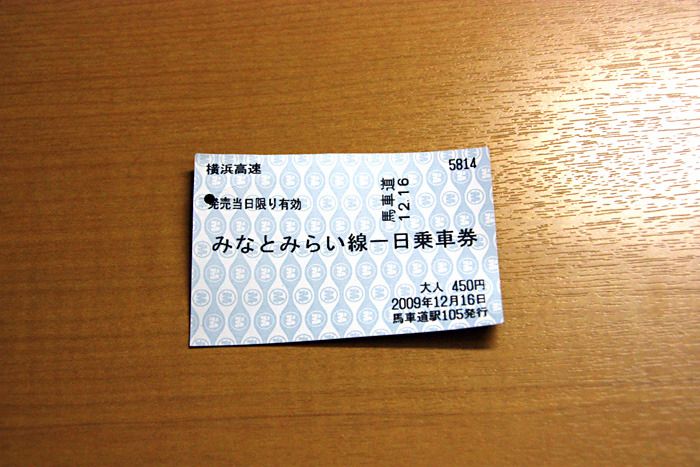 横浜高速 5814
発売当日限り有効
馬車道
12.16
みなとみらい線一日乗車券
大人 450円
2009年12月16日
馬車道駅105発行